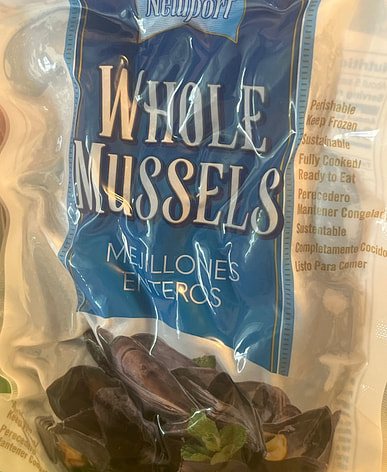 Newport
WHOLE
MUSSELS
MEJILLONES
ENTEROS
Perishable
Keep Frozen
Sustainable
Fully Cooked!
Ready to Eat
Perecedero
Mantener Congelar
Sustentable
Completamente Cocido
Listo Para Comer
Nutriti